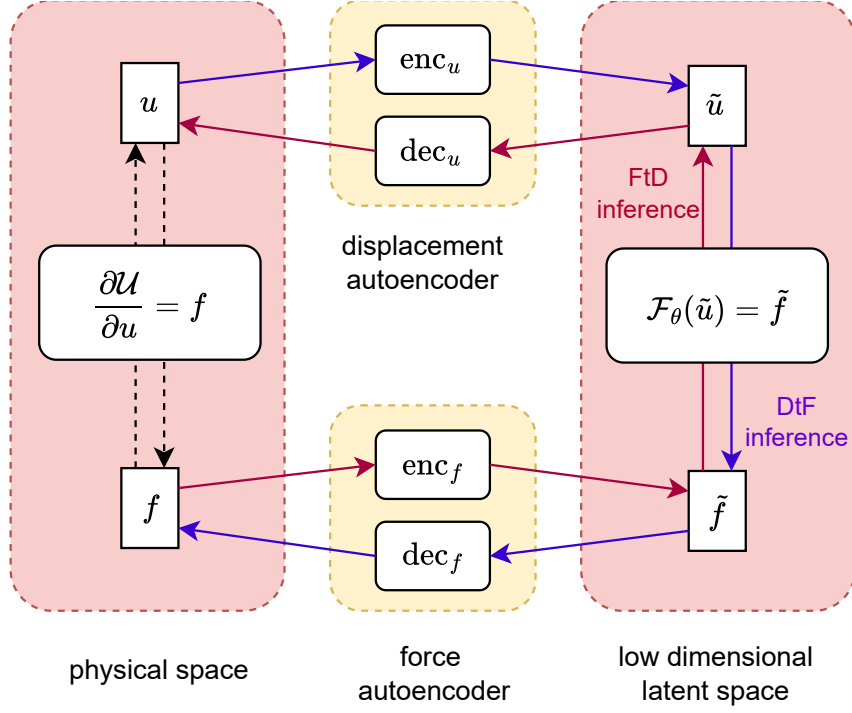 u
enc_u
dec_u
ũ
FtD
inference
displacement
autoencoder
∂𝒰/∂u = f
ℱ_θ(ũ) = f̃
DtF
inference
f
enc_f
dec_f
f̃
physical space
force
autoencoder
low dimensional
latent space